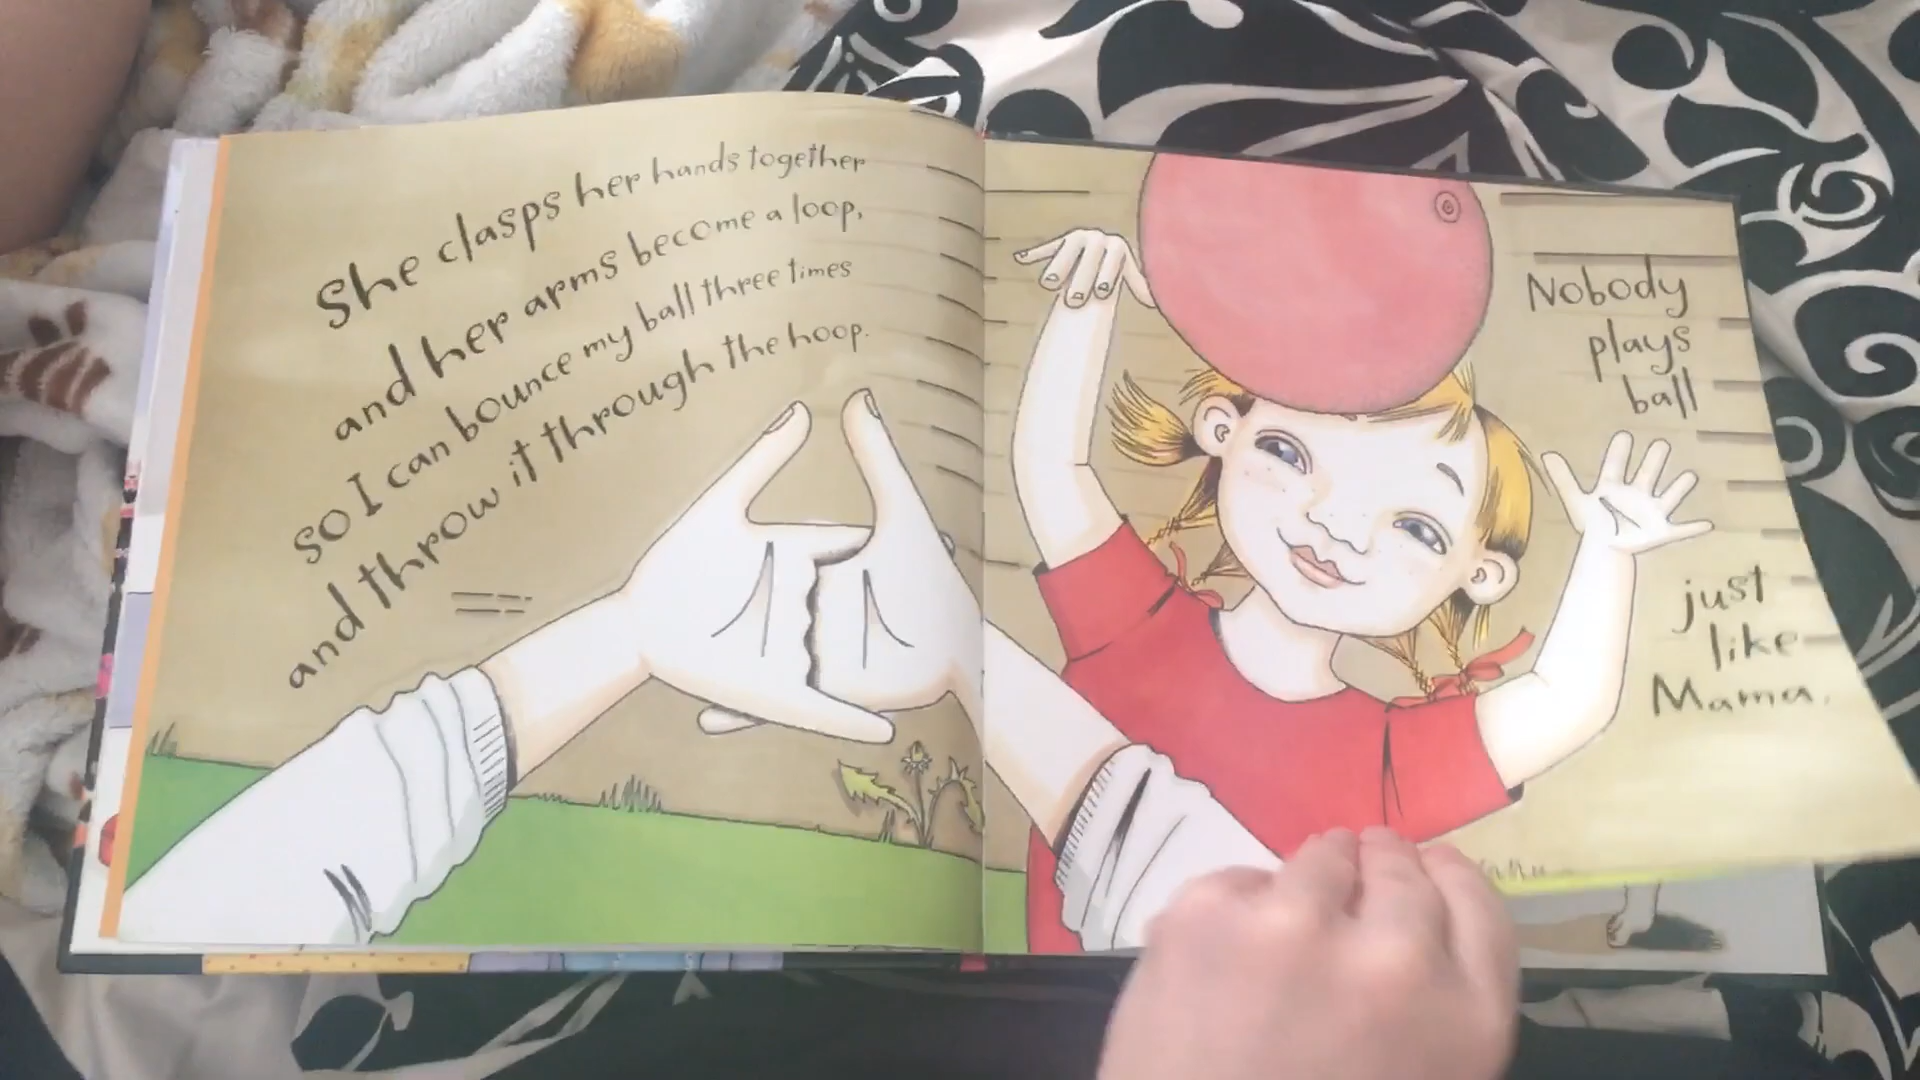 She clasps her hands together
and her arms become a loop,
so I can bounce my ball three times
and throw it through the hoop.
Nobody
plays
ball
just
like
Mama.